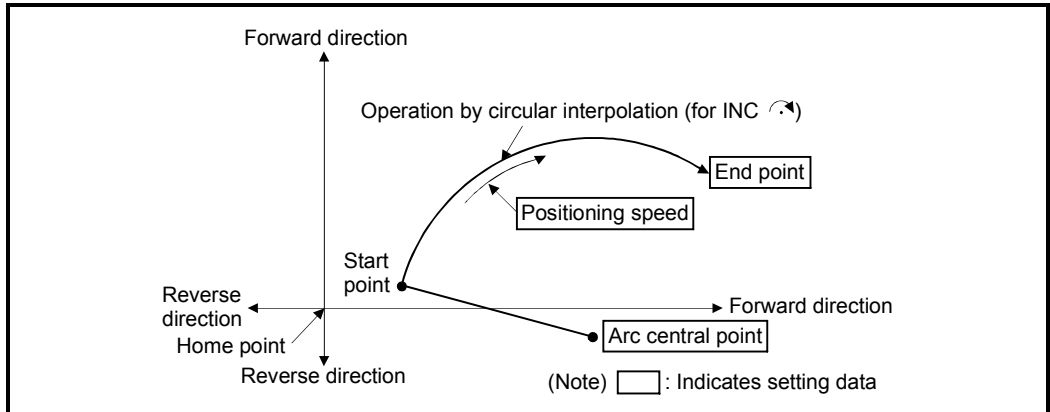 Forward direction
Operation by circular interpolation (for INC )
End point
Positioning speed
Start
point
Reverse
direction
Forward direction
Home point
Arc central point
Reverse direction
(Note) : Indicates setting data